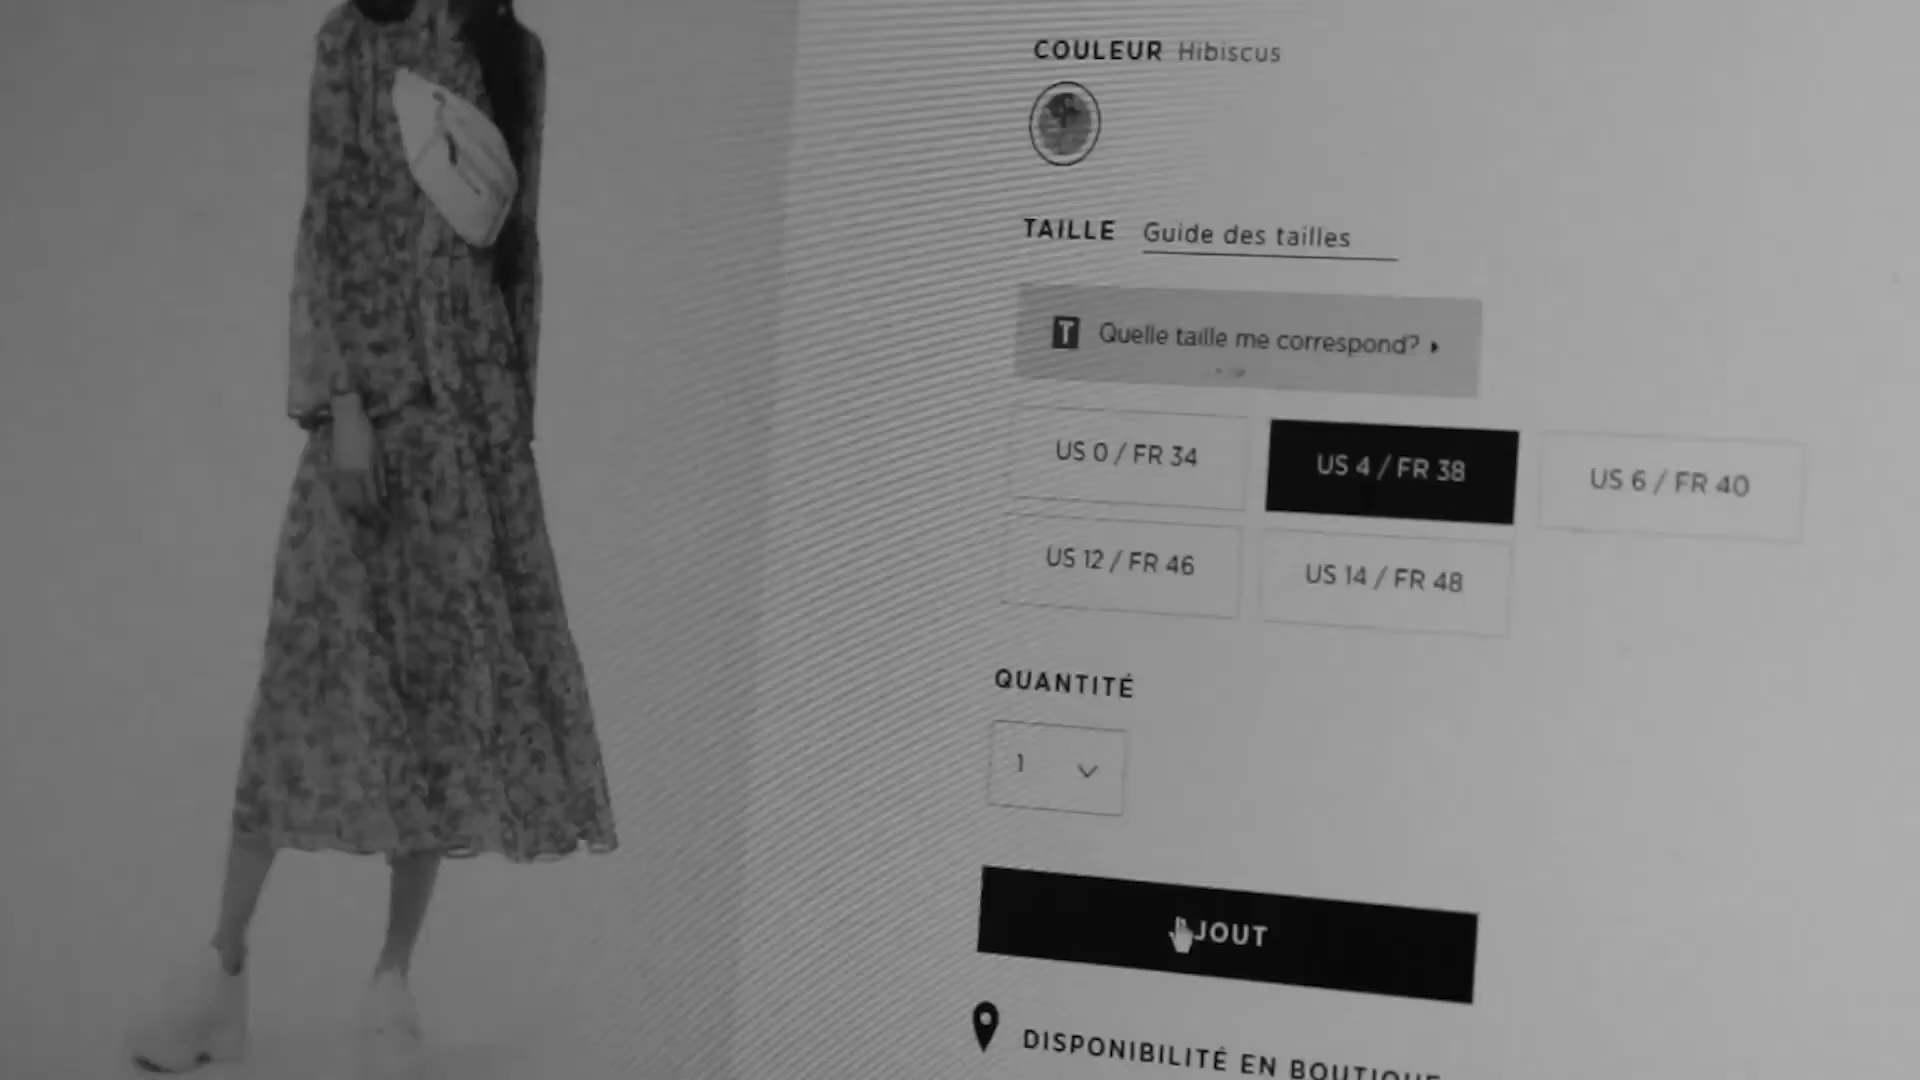 COULEUR Hibiscus
TAILLE Guide des tailles
T Quelle taille me correspond?
US 0 / FR 34
US 4 / FR 38
US 6 / FR 40
US 12 / FR 46
US 14 / FR 48
QUANTITÉ
1
JOUT
DISPONIBILITÉ EN BOUTIQUE